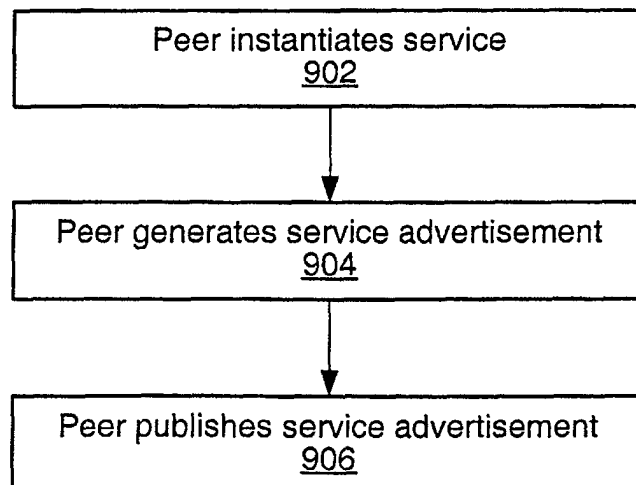 Peer instantiates service
902
Peer generates service advertisement
904
Peer publishes service advertisement
906